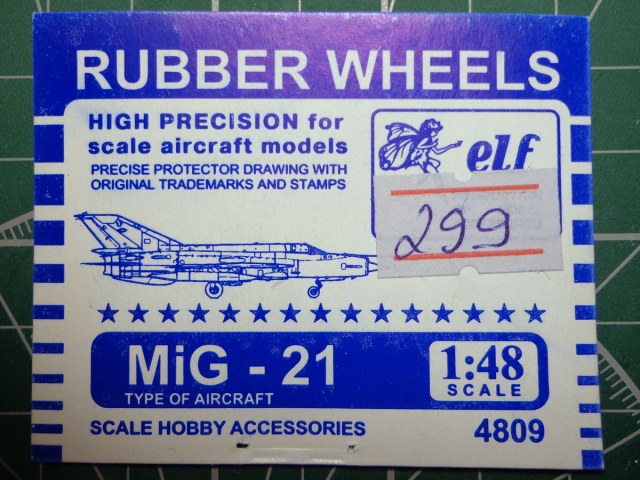 RUBBER WHEELS
HIGH PRECISION for
scale aircraft models
PRECISE PROTECTOR DRAWING WITH
ORIGINAL TRADEMARKS AND STAMPS
elf
299
MiG - 21
TYPE OF AIRCRAFT
1:48
SCALE
SCALE HOBBY ACCESSORIES
4809